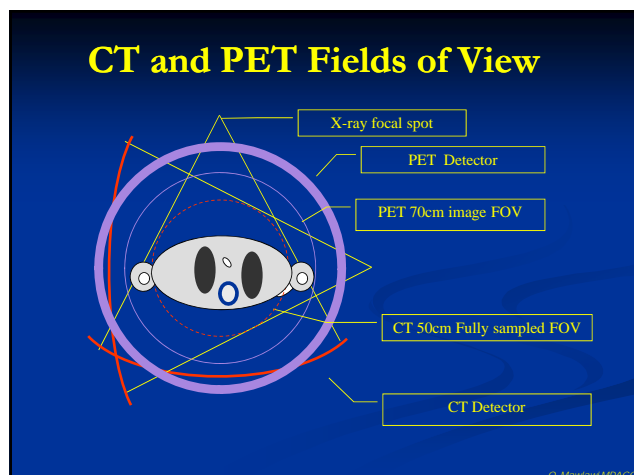 CT and PET Fields of View
X-ray focal spot
PET Detector
PET 70cm image FOV
CT 50cm Fully sampled FOV
CT Detector